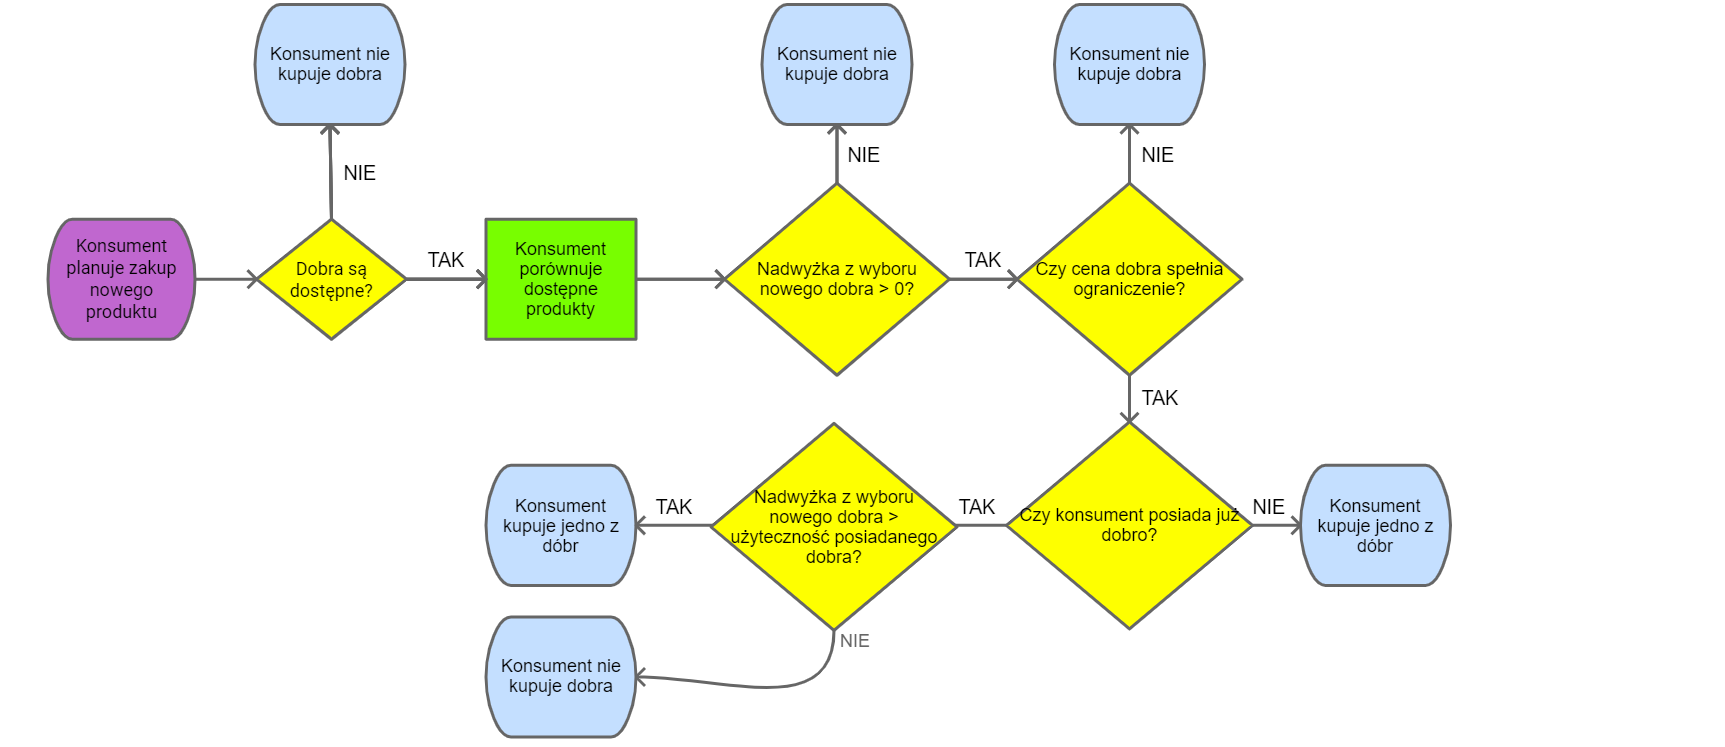 Konsument nie
kupuje dobra
Konsument nie
kupuje dobra
Konsument nie
kupuje dobra
NIE
NIE
NIE
Konsument
planuje zakup
nowego
produktu
Dobra są
dostępne?
TAK
Konsument
porównuje
dostępne
produkty
Nadwyżka z wyboru
nowego dobra > 0?
TAK
Czy cena dobra spełnia
ograniczenie?
TAK
Konsument
kupuje jedno z
dóbr
TAK
Nadwyżka z wyboru
nowego dobra >
użyteczność posiadanego
dobra?
TAK
Czy konsument posiada już
dobro?
NIE
Konsument
kupuje jedno z
dóbr
NIE
Konsument nie
kupuje dobra